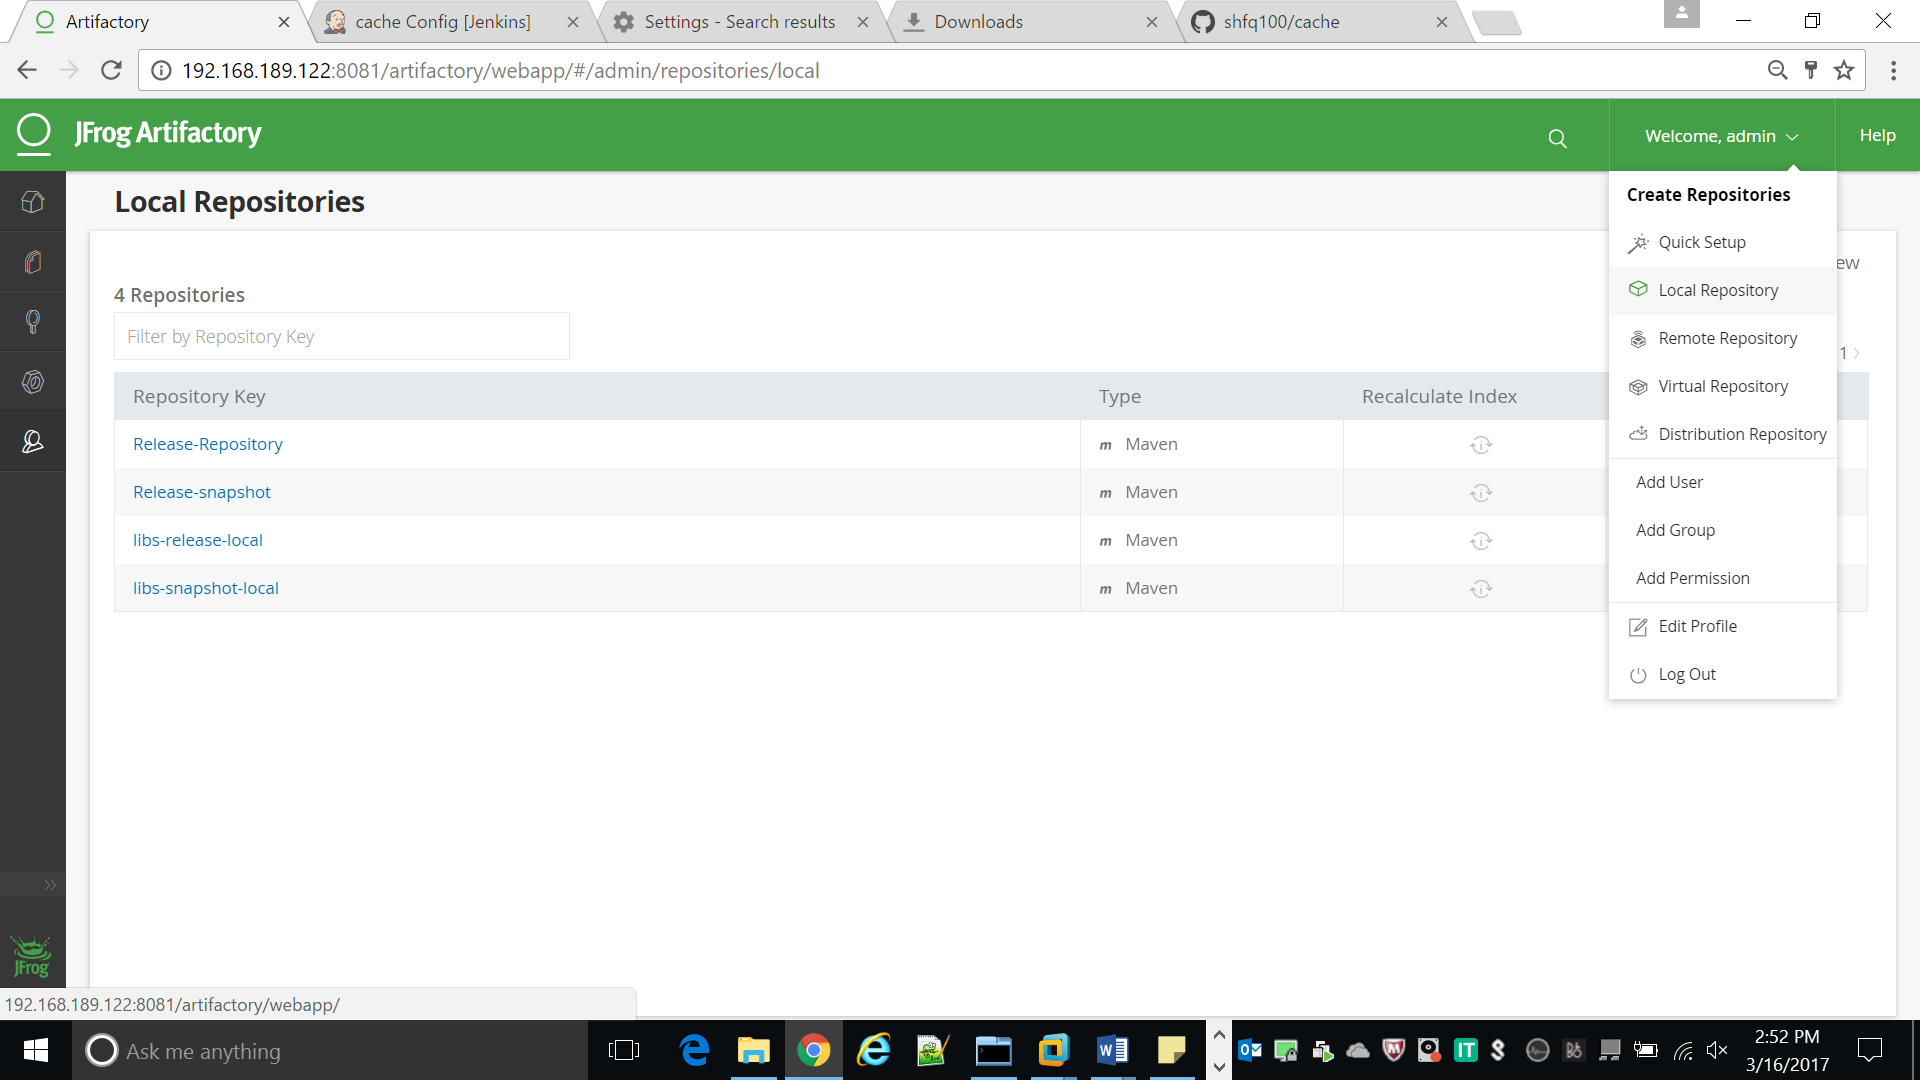 Artifactory
cache Config [Jenkins]
Settings - Search results
Downloads
shfq100/cache
192.168.189.122:8081/artifactory/webapp/#/admin/repositories/local
JFrog Artifactory
Welcome, admin
Help
Local Repositories
Create Repositories
Quick Setup
ew
Local Repository
4 Repositories
Filter by Repository Key
Remote Repository
1
Virtual Repository
Repository Key
Type
Recalculate Index
Distribution Repository
Release-Repository
m Maven
Release-snapshot
m Maven
Add User
libs-release-local
m Maven
Add Group
libs-snapshot-local
m Maven
Add Permission
Edit Profile
Log Out
JFrog
192.168.189.122:8081/artifactory/webapp/
Ask me anything
IT
2:52 PM
3/16/2017